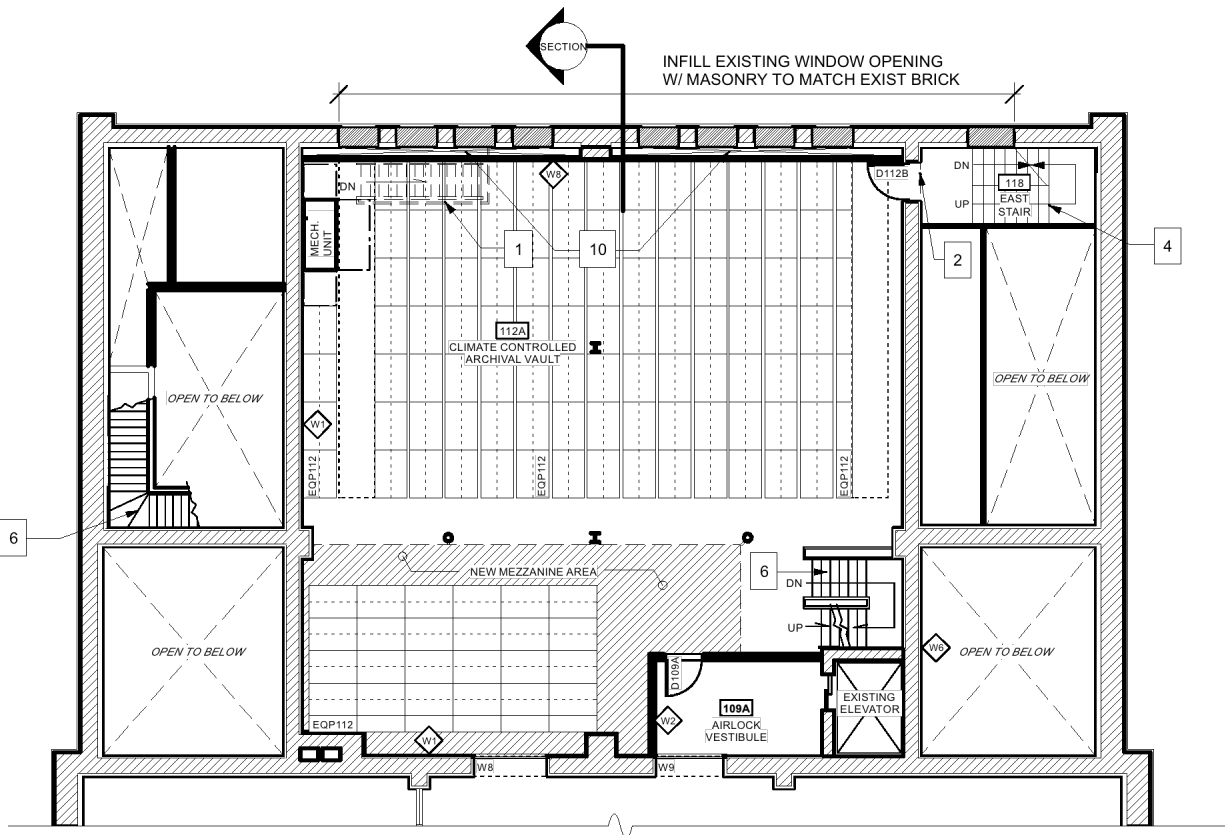 SECTION
INFILL EXISTING WINDOW OPENING
W/ MASONRY TO MATCH EXIST BRICK
W8
D112B
DN
118
EAST
STAIR
UP
DN
MECH.
UNIT
1
10
2
4
112A
CLIMATE CONTROLLED
ARCHIVAL VAULT
OPEN TO BELOW
OPEN TO BELOW
W1
EQP112
EQP112
EQP112
6
NEW MEZZANINE AREA
6
DN
UP
OPEN TO BELOW
W6
OPEN TO BELOW
D109A
EXISTING
ELEVATOR
109A
AIRLOCK
VESTIBULE
W2
EQP112
W1
W8
W9